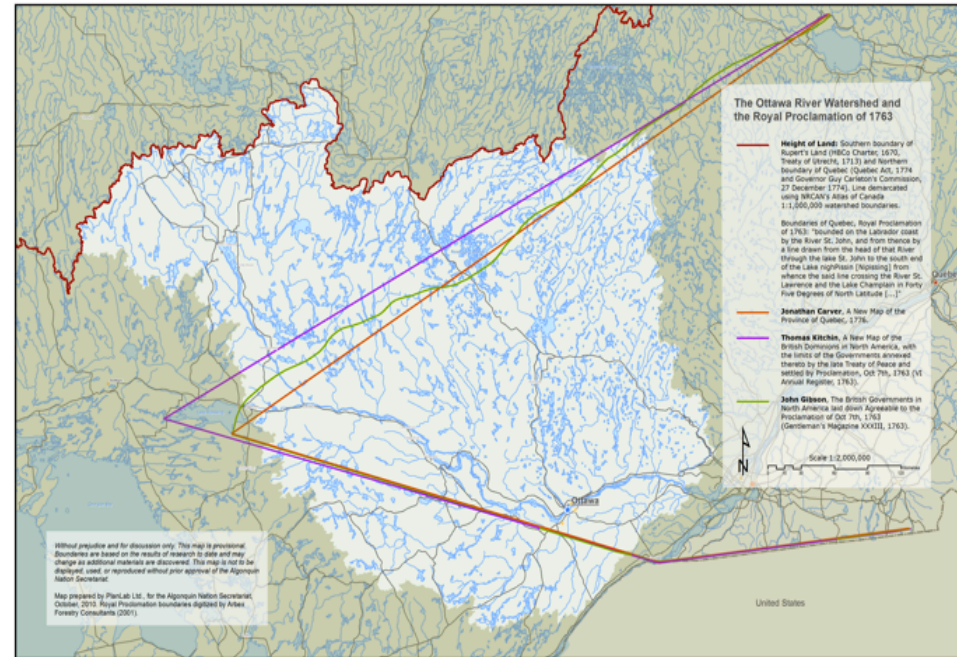 The Ottawa River Watershed and
the Royal Proclamation of 1763
Height of Land: Southern boundary of
Rupert's Land (HBCo Charter, 1670,
Treaty of Utrecht, 1713) and Northern
boundary of Quebec (Quebec Act, 1774
and Governor Guy Carleton's Commission,
27 December 1774). Line demarcated
using NRCAN's Atlas of Canada
1:1,000,000 watershed boundaries.
Boundaries of Quebec, Royal Proclamation
of 1763: "bounded on the Labrador coast
by the River St. John, and from thence by
a line drawn from the head of that River
through the lake St. John to the south end
of the Lake nighPissin [Nipissing] from
whence the said line crossing the River St.
Lawrence and the Lake Champlain in Forty
Five Degrees of North Latitude [...]"
Jonathan Carver, A New Map of the
Province of Quebec, 1776.
Thomas Kitchin, A New Map of the
British Dominions in North America, with
the limits of the Governments annexed
thereto by the late Treaty of Peace and
settled by Proclamation, Oct 7th, 1763 (VI
Annual Register, 1763).
John Gibson, The British Governments in
North America laid down Agreeable to the
Proclamation of Oct 7th, 1763
(Gentleman's Magazine XXXIII, 1763).
N
Scale 1:2,000,000
Ottawa
United States
Without prejudice and for discussion only. This map is provisional.
Boundaries are based on the results of research to date and may
change as additional materials are discovered. This map is not to be
displayed, used, or reproduced without prior approval of the Algonquin
Nation Secretariat.
Map prepared by PlanLab Ltd., for the Algonquin Nation Secretariat,
October, 2010. Royal Proclamation boundaries digitized by Arbex
Forestry Consultants (2001).